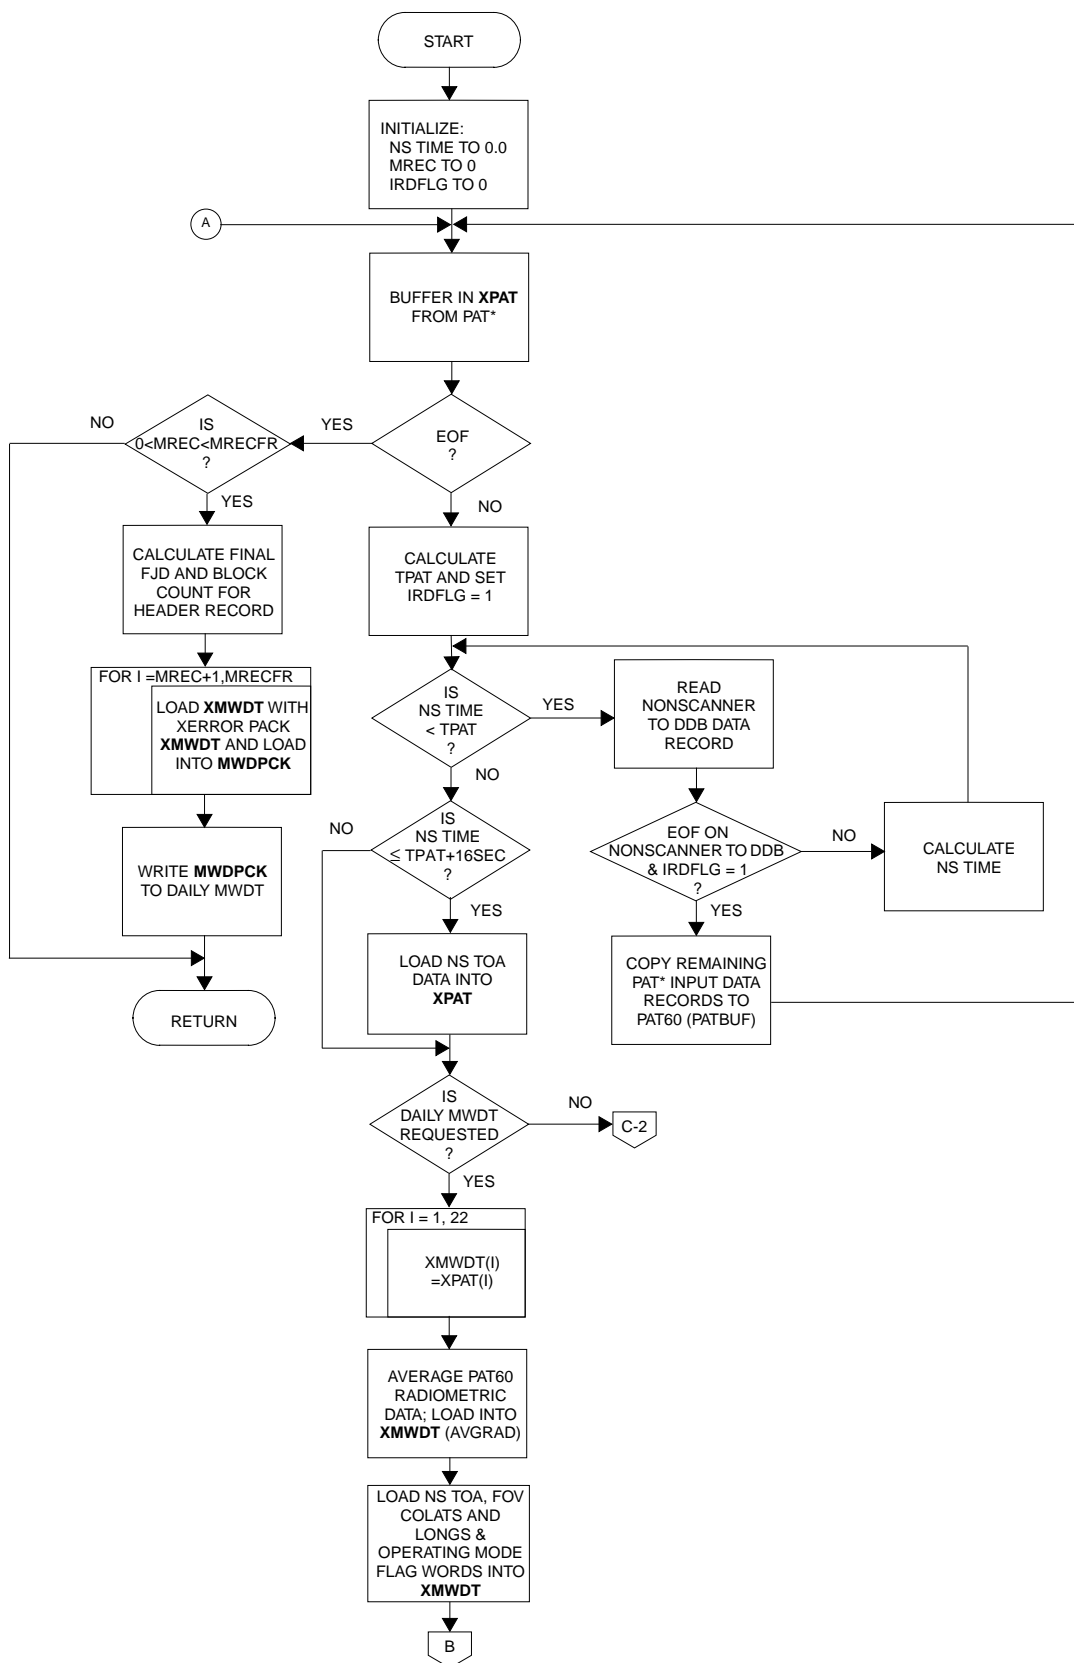 START
INITIALIZE:
NS TIME TO 0.0
MREC TO 0
IRDFLG TO 0
A
BUFFER IN XPAT
FROM PAT*
EOF
?
YES
NO
IS
0<MREC<MRECFR
?
NO
YES
CALCULATE FINAL
FJD AND BLOCK
COUNT FOR
HEADER RECORD
FOR I =MREC+1,MRECFR
LOAD XMWDT WITH
XERROR PACK
XMWDT AND LOAD
INTO MWDPCK
WRITE MWDPCK
TO DAILY MWDT
RETURN
CALCULATE
TPAT AND SET
IRDFLG = 1
IS
NS TIME
< TPAT
?
YES
NO
READ
NONSCANNER
TO DDB DATA
RECORD
EOF ON
NONSCANNER TO DDB
& IRDFLG = 1
?
NO
YES
CALCULATE
NS TIME
COPY REMAINING
PAT* INPUT DATA
RECORDS TO
PAT60 (PATBUF)
IS
NS TIME
≤ TPAT+16SEC
?
NO
YES
LOAD NS TOA
DATA INTO
XPAT
IS
DAILY MWDT
REQUESTED
?
NO
C-2
YES
FOR I = 1, 22
XMWDT(I)
=XPAT(I)
AVERAGE PAT60
RADIOMETRIC
DATA; LOAD INTO
XMWDT (AVGRAD)
LOAD NS TOA, FOV
COLATS AND
LONGS &
OPERATING MODE
FLAG WORDS INTO
XMWDT
B